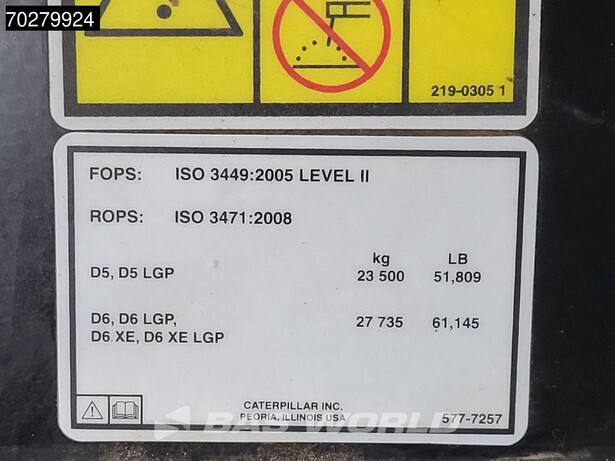 70279924
219-0305 1
FOPS: ISO 3449:2005 LEVEL II
ROPS: ISO 3471:2008
kg LB
D5, D5 LGP 23 500 51,809
D6, D6 LGP, 27 735 61,145
D6 XE, D6 XE LGP
CATERPILLAR INC.
PEORIA, ILLINOIS USA 577-7257
BAS WORLD